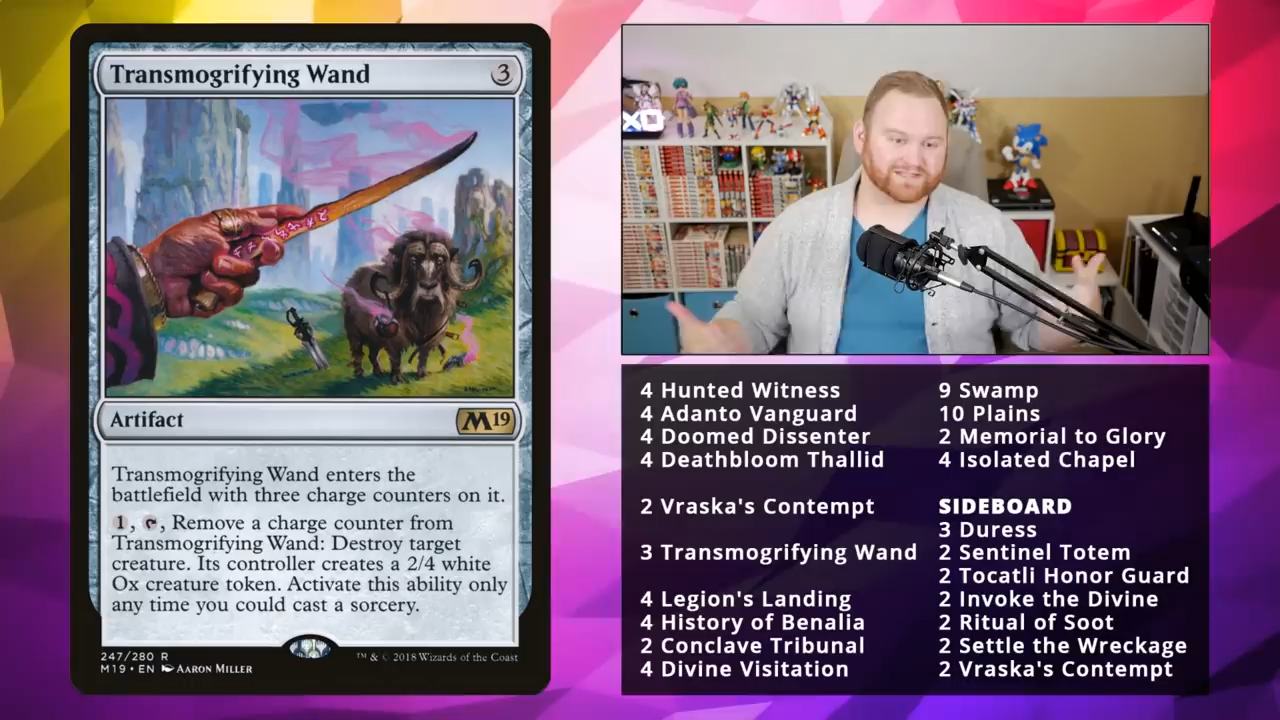 Transmogrifying Wand
3
Artifact
M19
Transmogrifying Wand enters the
battlefield with three charge counters on it.
1, , Remove a charge counter from
Transmogrifying Wand: Destroy target
creature. Its controller creates a 2/4 white
Ox creature token. Activate this ability only
any time you could cast a sorcery.
247/280 R
M19 • EN AARON MILLER
™ & © 2018 Wizards of the Coast
XO
4 Hunted Witness
4 Adanto Vanguard
4 Doomed Dissenter
4 Deathbloom Thallid
2 Vraska's Contempt
3 Transmogrifying Wand
4 Legion's Landing
4 History of Benalia
2 Conclave Tribunal
4 Divine Visitation
9 Swamp
10 Plains
2 Memorial to Glory
4 Isolated Chapel
SIDEBOARD
3 Duress
2 Sentinel Totem
2 Tocatli Honor Guard
2 Invoke the Divine
2 Ritual of Soot
2 Settle the Wreckage
2 Vraska's Contempt